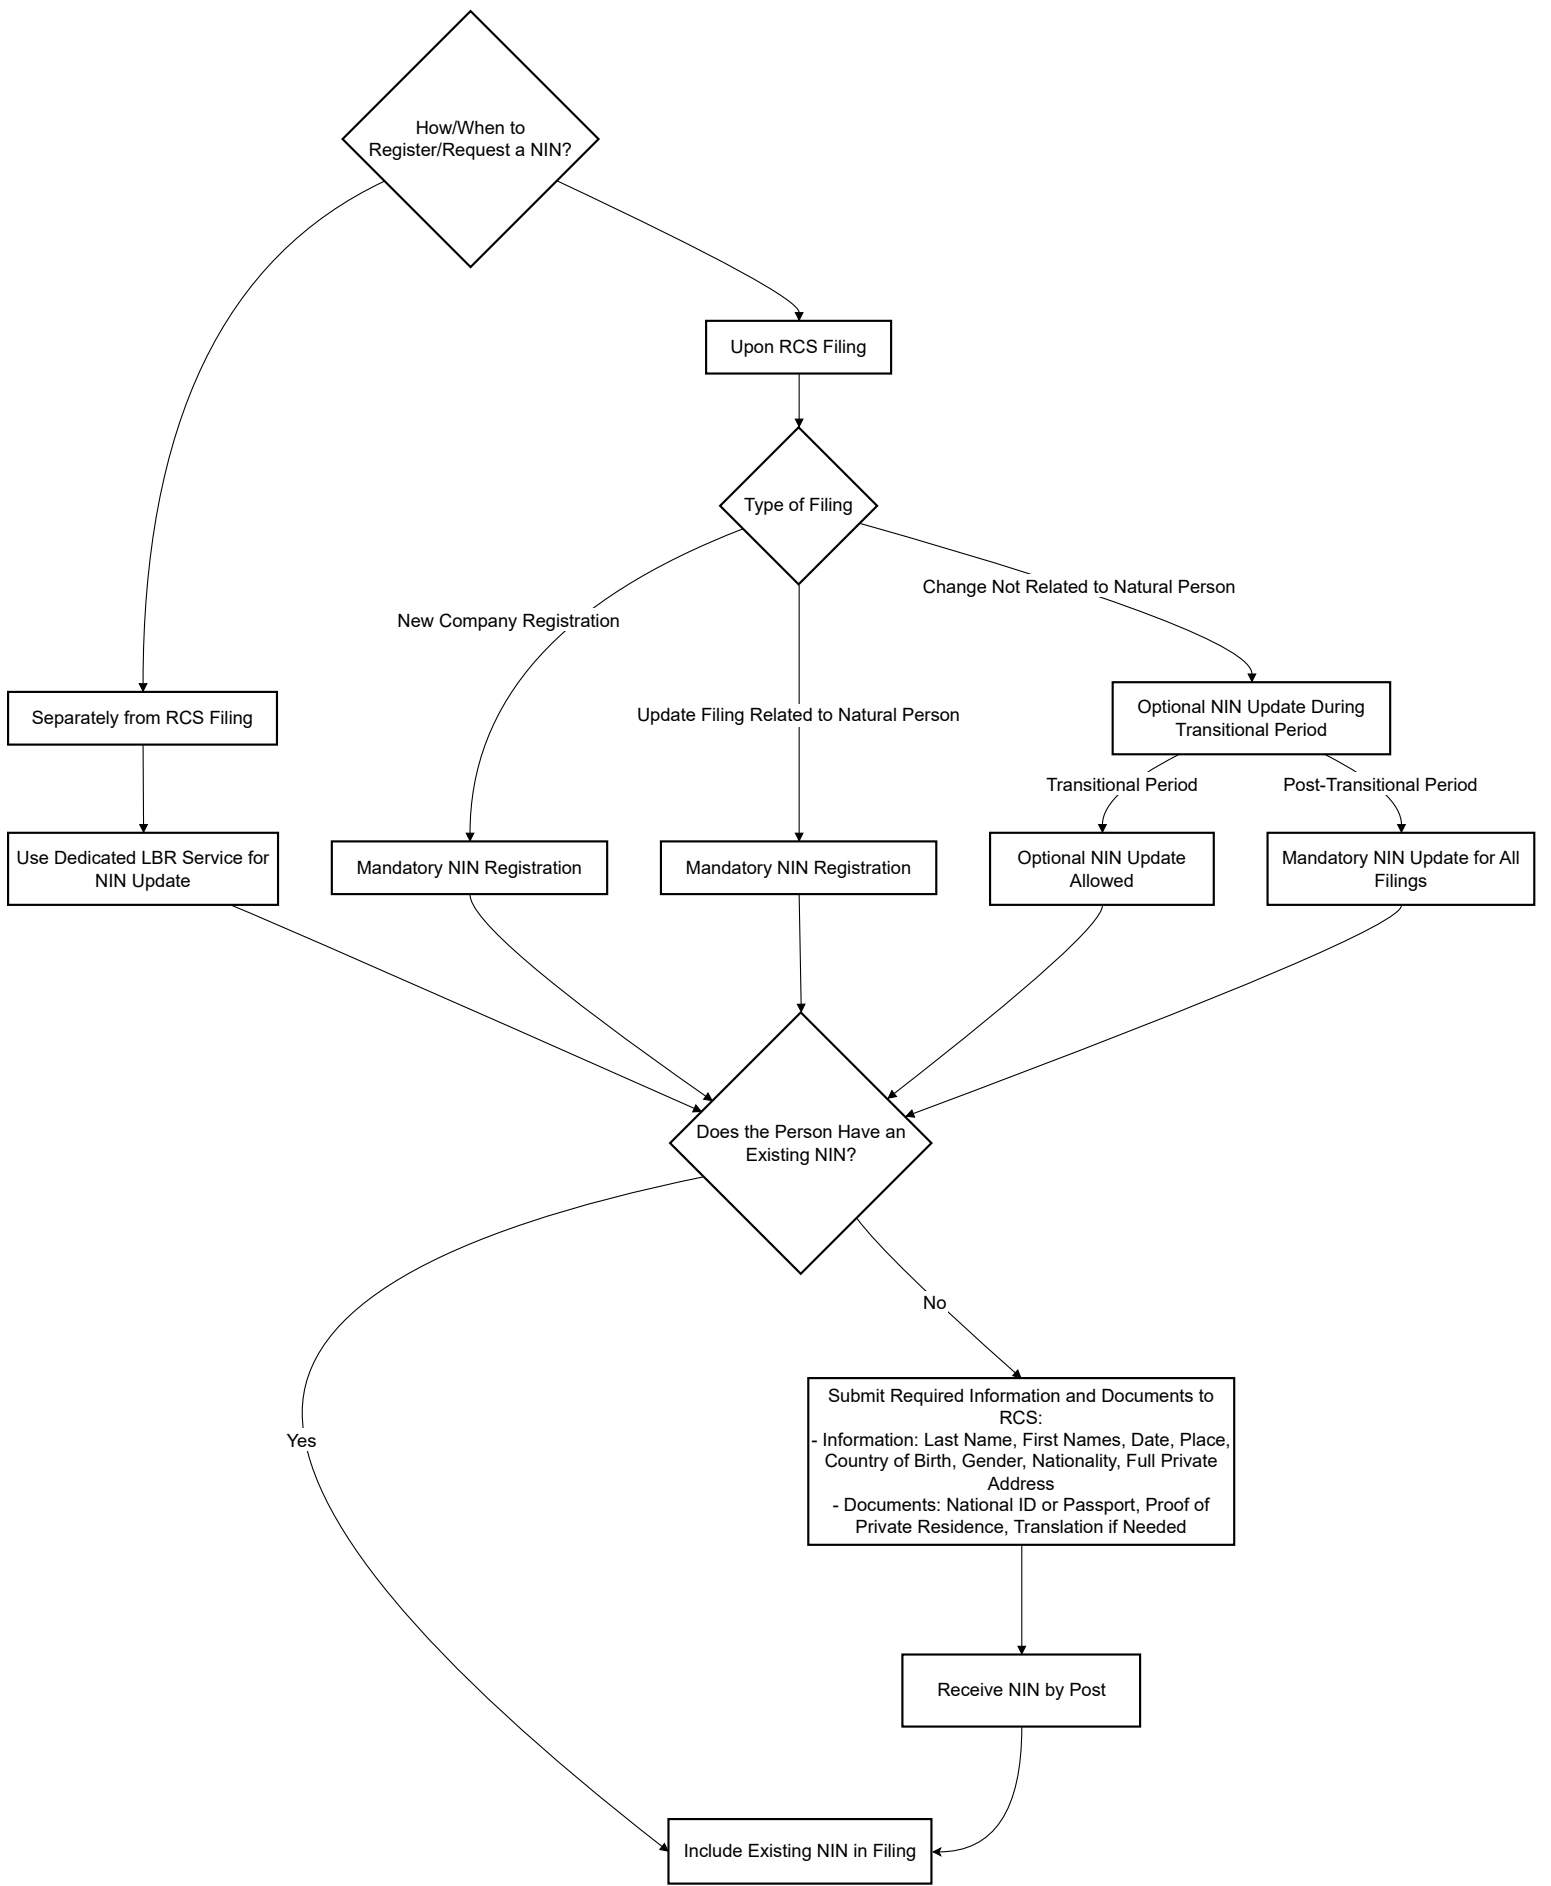 How/When to
Register/Request a NIN?
Upon RCS Filing
Type of Filing
Change Not Related to Natural Person
New Company Registration
Update Filing Related to Natural Person
Separately from RCS Filing
Optional NIN Update During
Transitional Period
Transitional Period
Post-Transitional Period
Use Dedicated LBR Service for
NIN Update
Mandatory NIN Registration
Mandatory NIN Registration
Optional NIN Update
Allowed
Mandatory NIN Update for All
Filings
Does the Person Have an
Existing NIN?
No
Yes
Submit Required Information and Documents to
RCS:
- Information: Last Name, First Names, Date, Place,
Country of Birth, Gender, Nationality, Full Private
Address
- Documents: National ID or Passport, Proof of
Private Residence, Translation if Needed
Receive NIN by Post
Include Existing NIN in Filing